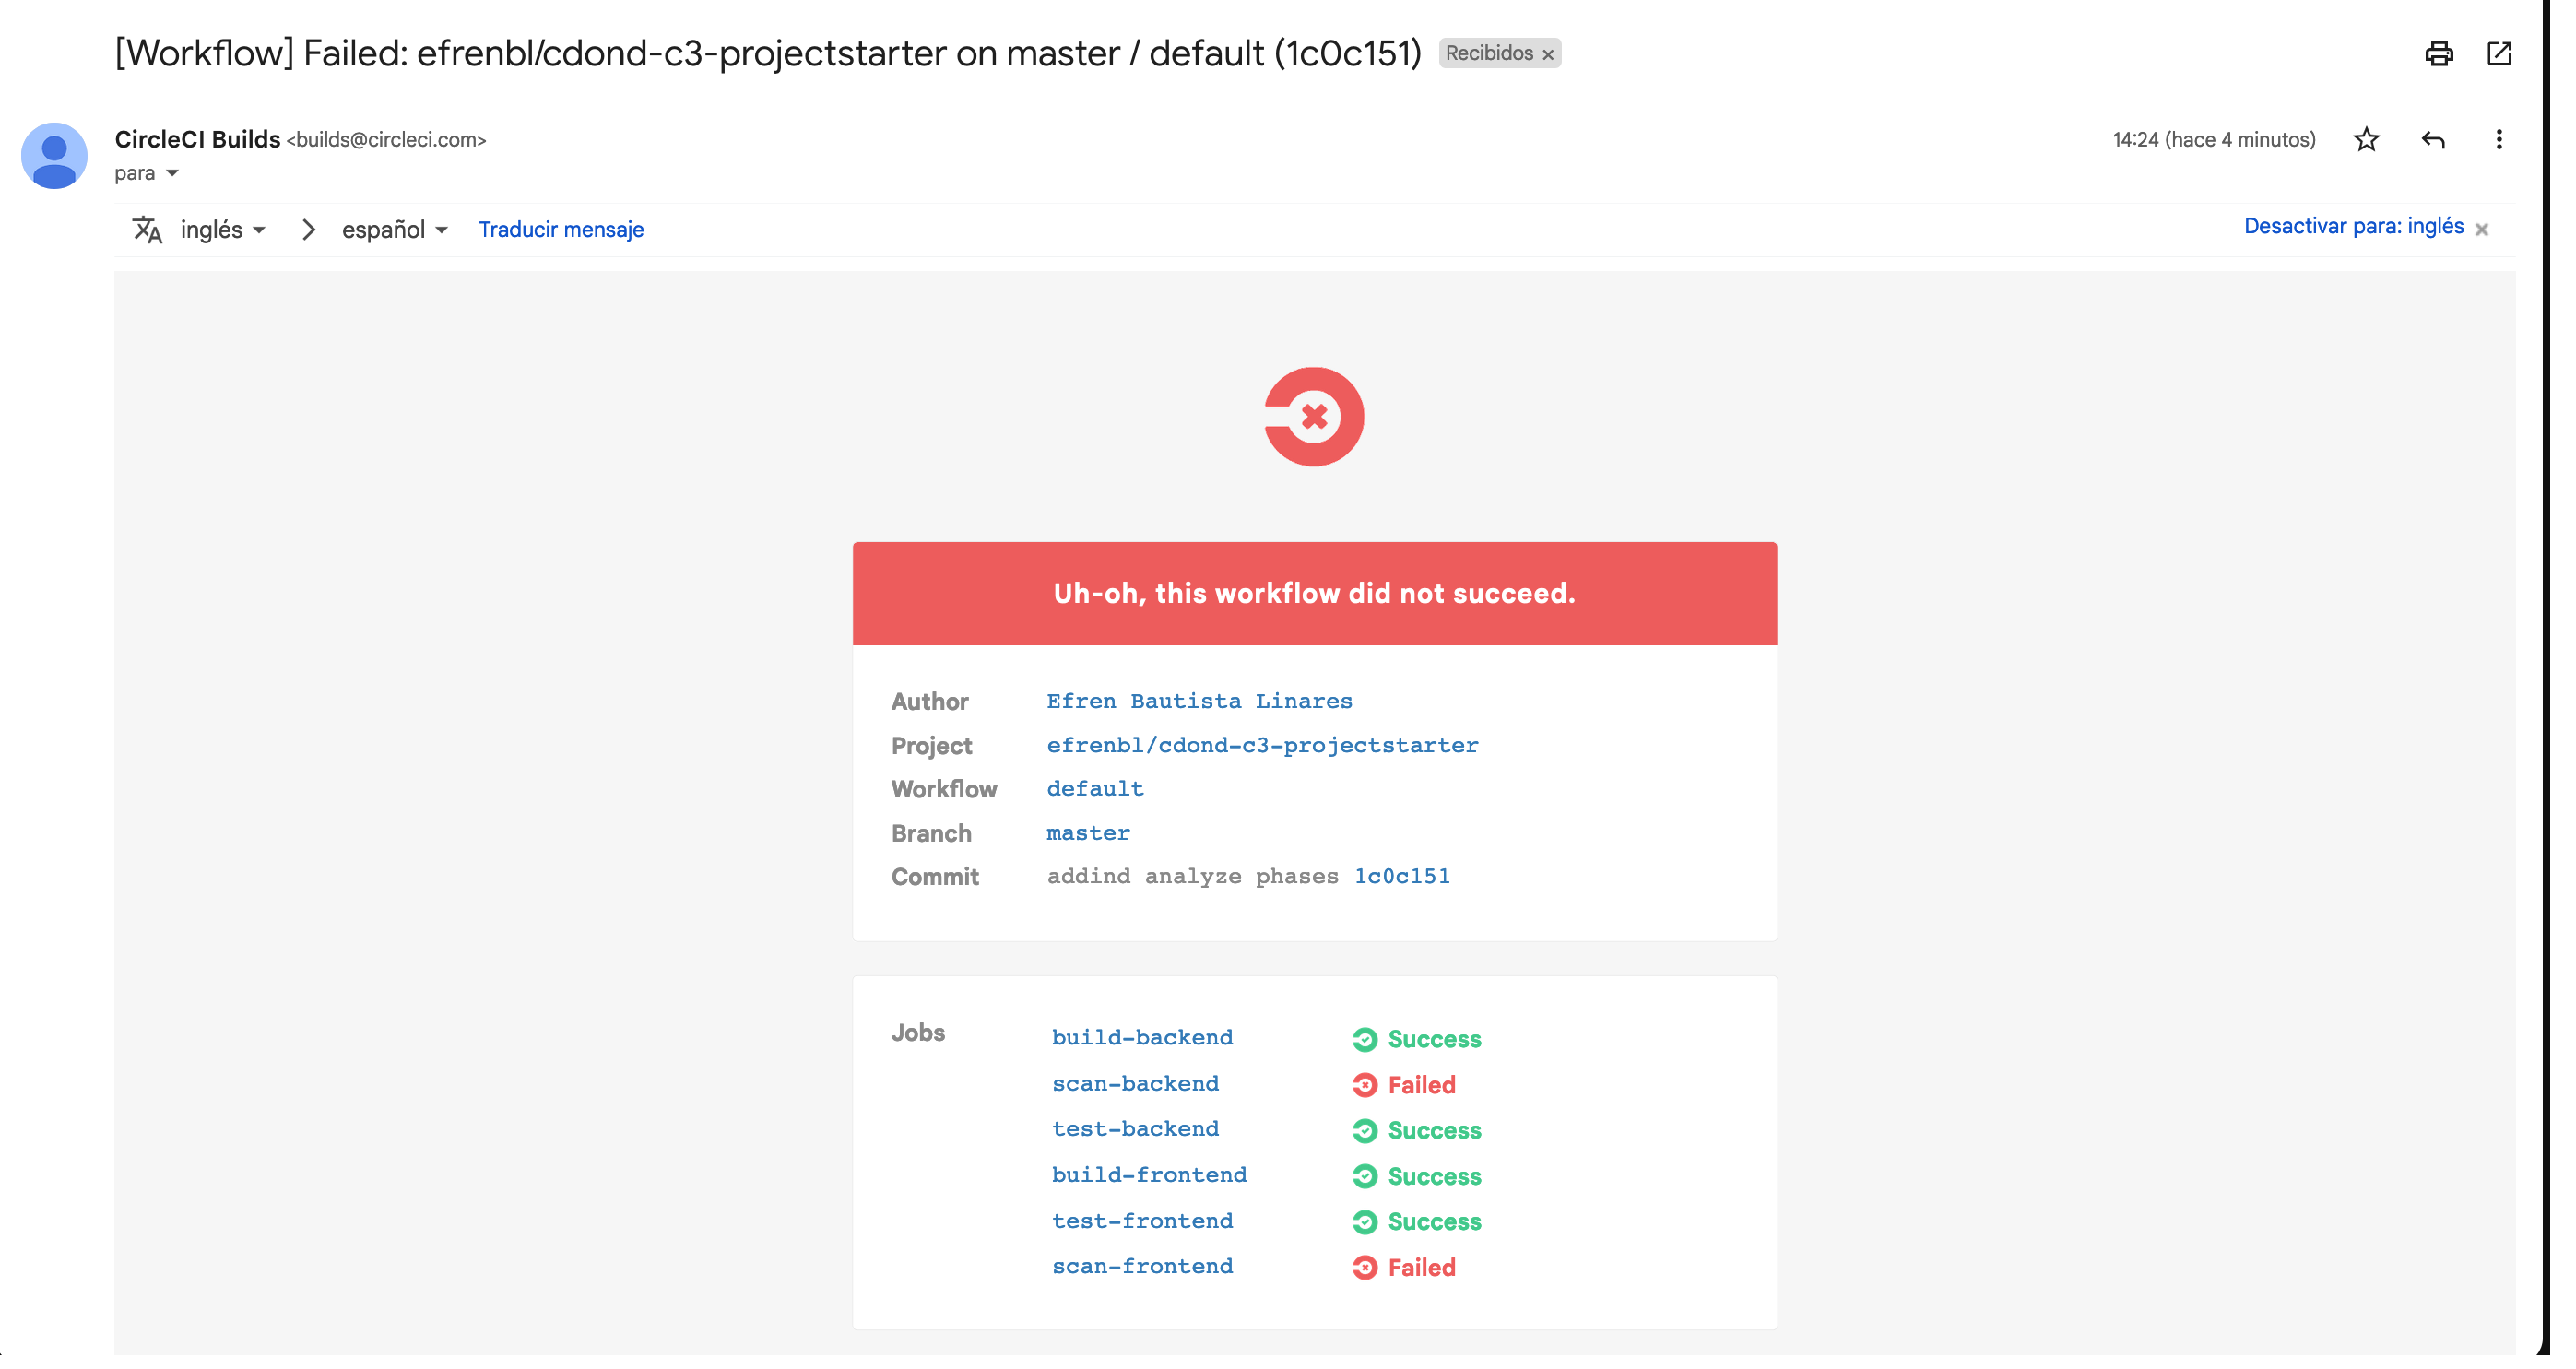 [Workflow] Failed: efrenbl/cdond-c3-projectstarter on master / default (1c0c151) Recibidos ×
CircleCI Builds <builds@circleci.com> 14:24 (hace 4 minutos)
para
inglés > español Traducir mensaje Desactivar para: inglés ×
Uh-oh, this workflow did not succeed.
Author Efren Bautista Linares
Project efrenbl/cdond-c3-projectstarter
Workflow default
Branch master
Commit addind analyze phases 1c0c151
Jobs build-backend Success
scan-backend Failed
test-backend Success
build-frontend Success
test-frontend Success
scan-frontend Failed